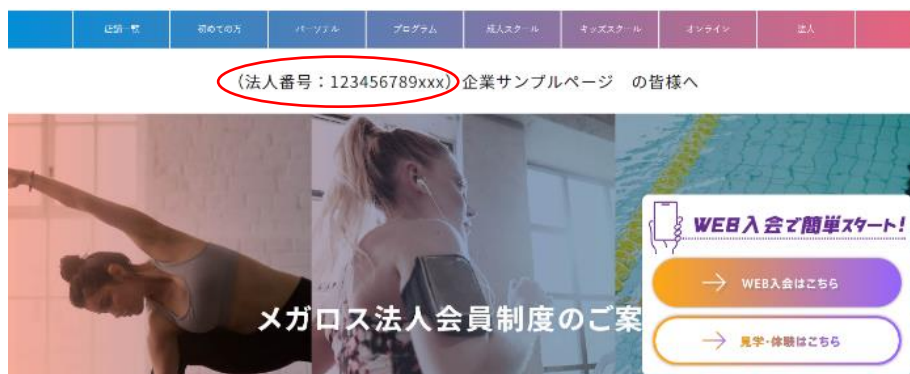 店舗一覧 初めての方 パーソナル プログラム 成人スクール キッズスクール オンライン 法人
（法人番号：123456789xxx）企業サンプルページ　の皆様へ
WEB入会で簡単スタート!
WEB入会はこちら
メガロス法人会員制度のご案
見学・体験はこちら